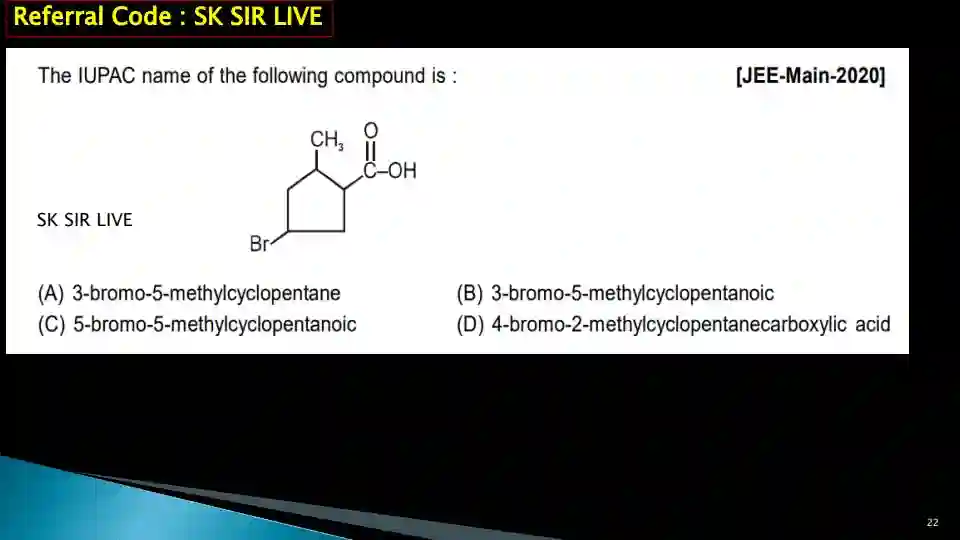 Referral Code : SK SIR LIVE
The IUPAC name of the following compound is : [JEE-Main-2020]
CH3 O
C–OH
SK SIR LIVE
Br
(A) 3-bromo-5-methylcyclopentane (B) 3-bromo-5-methylcyclopentanoic
(C) 5-bromo-5-methylcyclopentanoic (D) 4-bromo-2-methylcyclopentanecarboxylic acid
22